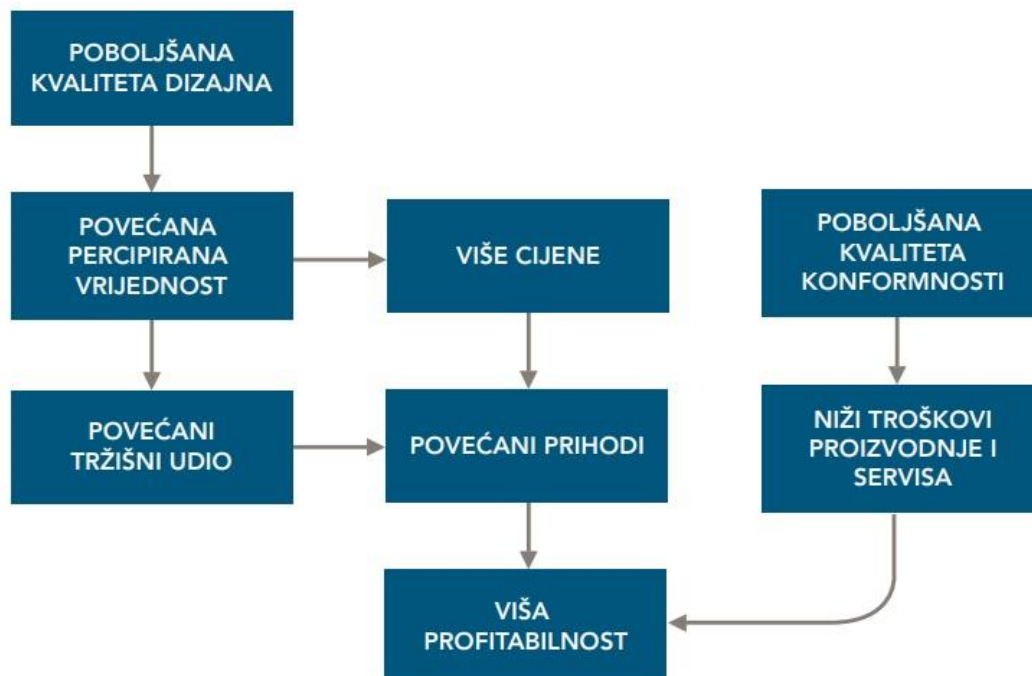 POBOLJŠANA
KVALITETA DIZAJNA
POVEĆANA
PERCIPIRANA
VRIJEDNOST
VIŠE CIJENE
POBOLJŠANA
KVALITETA
KONFORMNOSTI
POVEĆANI
TRŽIŠNI UDIO
POVEĆANI PRIHODI
NIŽI TROŠKOVI
PROIZVODNJE I
SERVISA
VIŠA
PROFITABILNOST